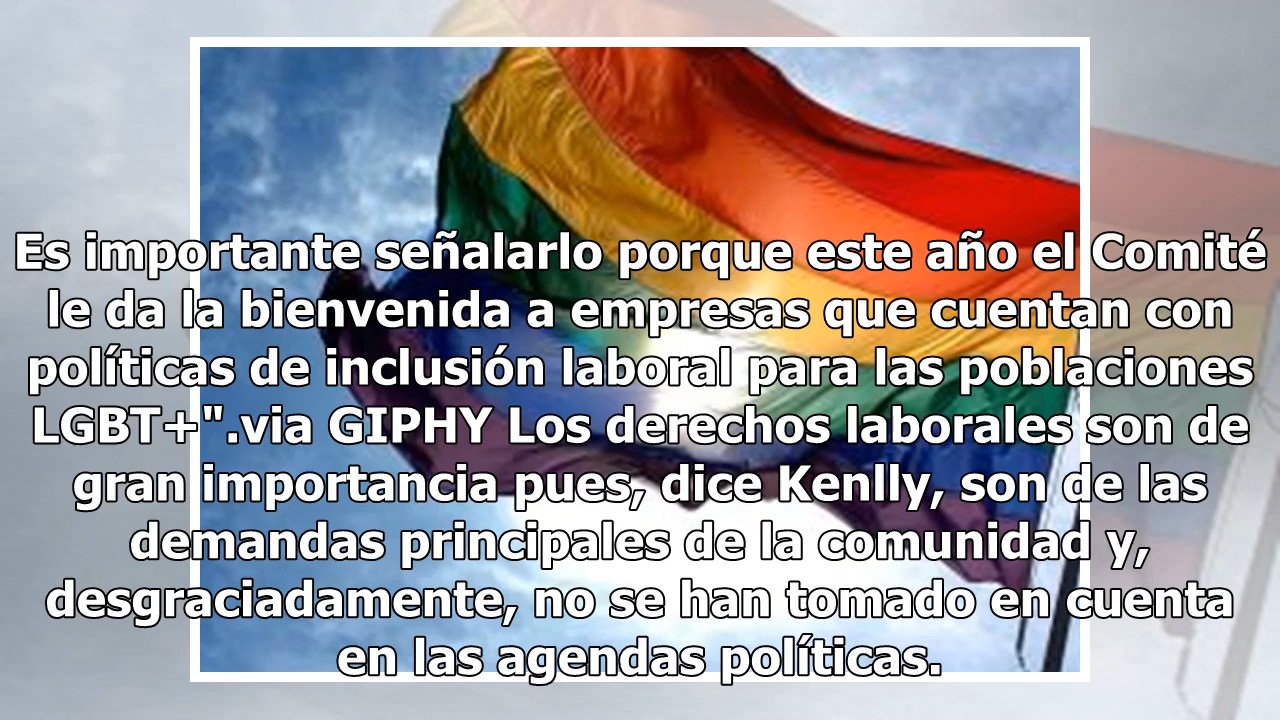 Es importante señalarlo porque este año el Comité
le da la bienvenida a empresas que cuentan con
políticas de inclusión laboral para las poblaciones
LGBT+".via GIPHY Los derechos laborales son de
gran importancia pues, dice Kenlly, son de las
demandas principales de la comunidad y,
desgraciadamente, no se han tomado en cuenta
en las agendas políticas.